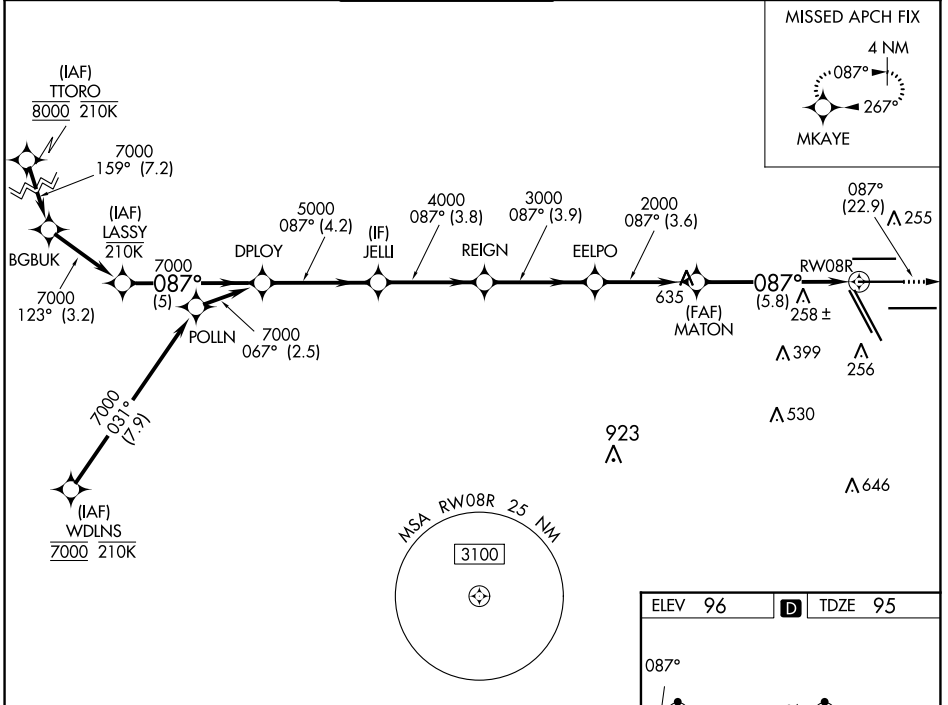 MISSED APCH FIX
4 NM
087°
267°
MKAYE
(IAF)
TTORO
8000 210K
7000
159° (7.2)
BGBUK
(IAF)
LASSY
210K
7000
123° (3.2)
7000
087°
(5)
DPLOY
5000
087° (4.2)
(IF)
JELLI
4000
087° (3.8)
REIGN
3000
087° (3.9)
EELPO
2000
087° (3.6)
635
(FAF)
MATON
087°
(5.8)
RW08R
087°
(22.9)
255
258 ±
POLLN
7000
067° (2.5)
399
256
7000
031°
(7.9)
530
923
646
(IAF)
WDLNS
7000 210K
MSA RW08R 25 NM
3100
ELEV 96
D
TDZE 95
087°